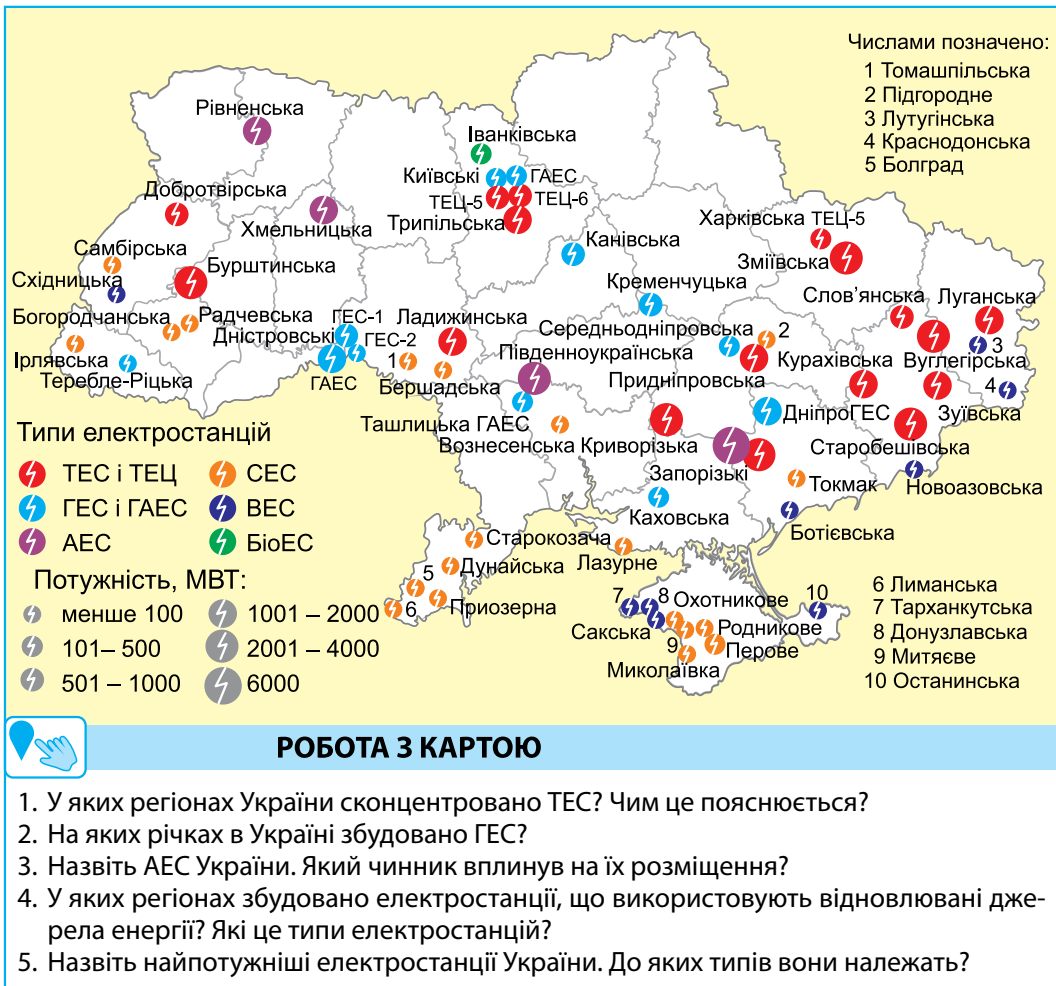 Числами позначено:
1 Томашпільська
2 Підгородне
3 Лутугінська
4 Краснодонська
5 Болград
Рівненська
Іванківська
Київські
ГАЕС
ТЕЦ-5
ТЕЦ-6
Трипільська
Добротвірська
Хмельницька
Самбірська
Бурштинська
Східницька
Богородчанська
Радчевська
Ірлявська
Теребле-Ріцька
Дністровські
ГЕС-1
ГЕС-2
ГАЕС
Ладижинська
1
Бершадська
Канівська
Кременчуцька
Харківська ТЕЦ-5
Зміївська
Слов’янська
Луганська
3
Вуглегірська
4
Середньодніпровська
2
Південноукраїнська
Придніпровська
Курахівська
Зуївська
Ташлицька ГАЕС
Вознесенська
Криворізька
ДніпроГЕС
Старобешівська
Запорізькі
Новоазовська
Токмак
Каховська
Ботієвська
Лазурне
Старокозача
Дунайська
5
Приозерна
6
7
8
Охотникове
10
Сакська
Родникове
9
Перове
Миколаївка
Типи електростанцій
ТЕС і ТЕЦ
СЕС
ГЕС і ГАЕС
ВЕС
АЕС
БіоЕС
Потужність, МВТ:
менше 100
1001 – 2000
101– 500
2001 – 4000
501 – 1000
6000
6 Лиманська
7 Тарханкутська
8 Донузлавська
9 Митяєве
10 Останинська
РОБОТА З КАРТОЮ
1. У яких регіонах України сконцентровано ТЕС? Чим це пояснюється?
2. На яких річках в Україні збудовано ГЕС?
3. Назвіть АЕС України. Який чинник вплинув на їх розміщення?
4. У яких регіонах збудовано електростанції, що використовують відновлювані дже-
рела енергії? Які це типи електростанцій?
5. Назвіть найпотужніші електростанції України. До яких типів вони належать?